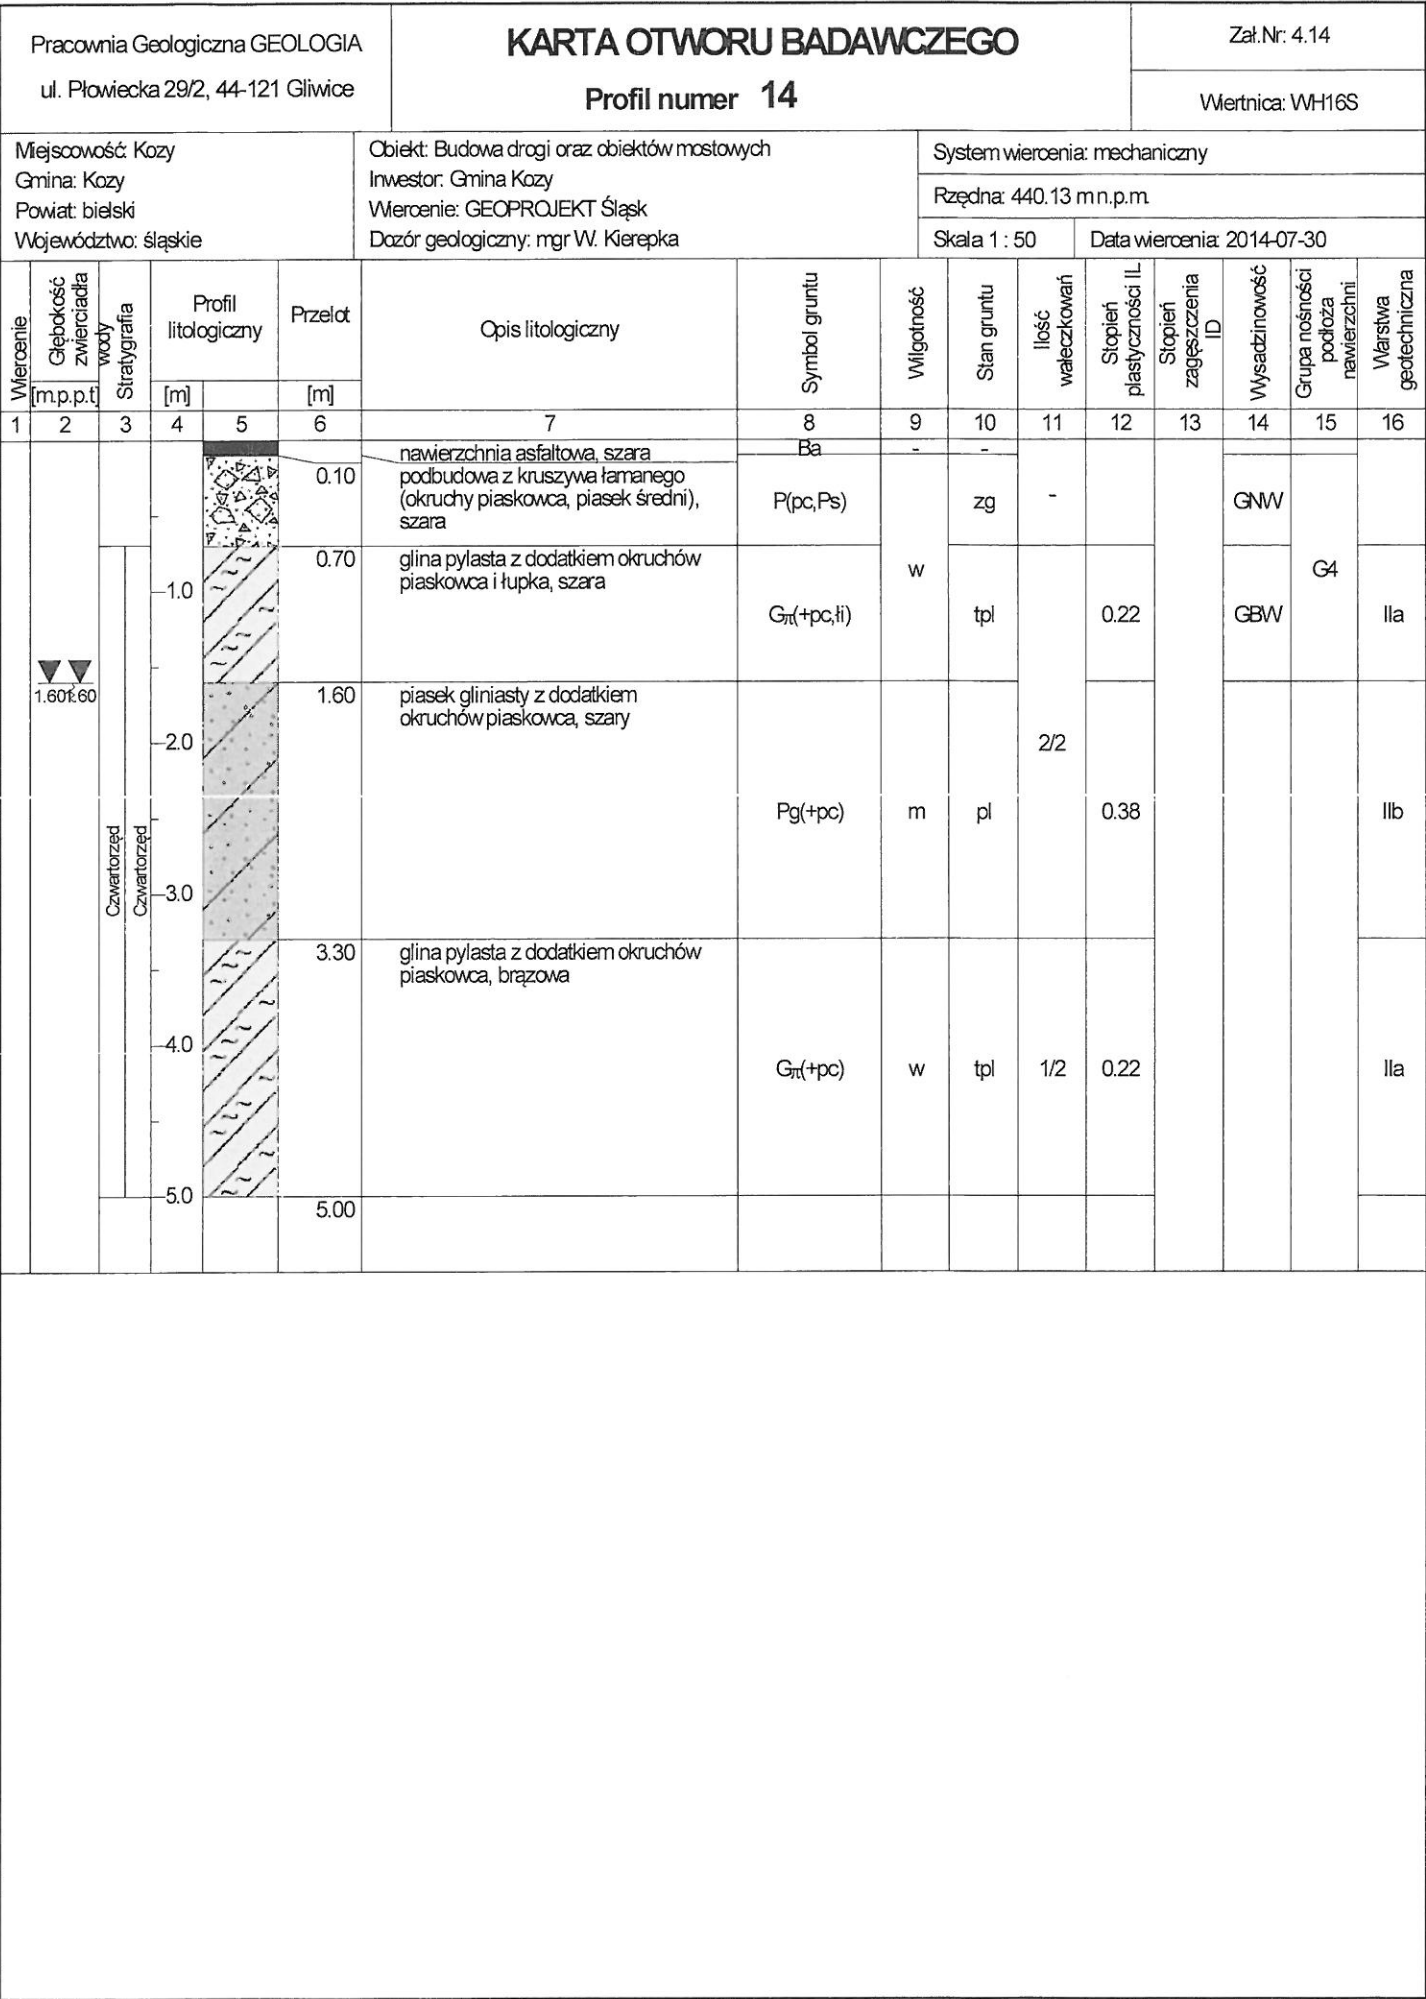 Pracownia Geologiczna GEOLOGIA
ul. Płowiecka 29/2, 44-121 Gliwice
KARTA OTWORU BADAWCZEGO
Profil numer 14
Zał.Nr: 4.14
Wiertnica: WH16S
Miejscowość: Kozy
Gmina: Kozy
Powiat: bielski
Województwo: śląskie
Obiekt: Budowa drogi oraz obiektów mostowych
Inwestor: Gmina Kozy
Wiercenie: GEOPROJEKT Śląsk
Dozór geologiczny: mgr W. Kierepka
System wiercenia: mechaniczny
Rzędna: 440.13 m n.p.m.
Skala 1 : 50
Data wiercenia: 2014-07-30
Wiercenie
Głębokość
zwierciadła
wody
[m.p.p.t]
Stratygrafia
Profil
litologiczny
[m]
Przelot
[m]
Opis litologiczny
Symbol gruntu
Wilgotność
Stan gruntu
Ilość
wałeczkowań
Stopień
plastyczności IL
Stopień
zagęszczenia
ID
Wysadzinowość
Grupa nośności
podłoża
nawierzchni
Warstwa
geotechniczna
1 2 3 4 5 6 7 8 9 10 11 12 13 14 15 16
nawierzchnia asfaltowa, szara
Ba - -
0.10 podbudowa z kruszywa łamanego
(okruchy piaskowca, piasek średni),
szara
P(pc,Ps) zg - GNW
0.70 glina pylasta z dodatkiem okruchów
piaskowca i łupka, szara
w G4
1.0
Gπ(+pc,łi) tpl 0.22 GBW IIa
1.60 1.60
1.60 piasek gliniasty z dodatkiem
okruchów piaskowca, szary
2.0
2/2
Pg(+pc) m pl 0.38 IIb
Czwartorzęd
Czwartorzęd
3.0
3.30 glina pylasta z dodatkiem okruchów
piaskowca, brązowa
4.0
Gπ(+pc) w tpl 1/2 0.22 IIa
5.0
5.00